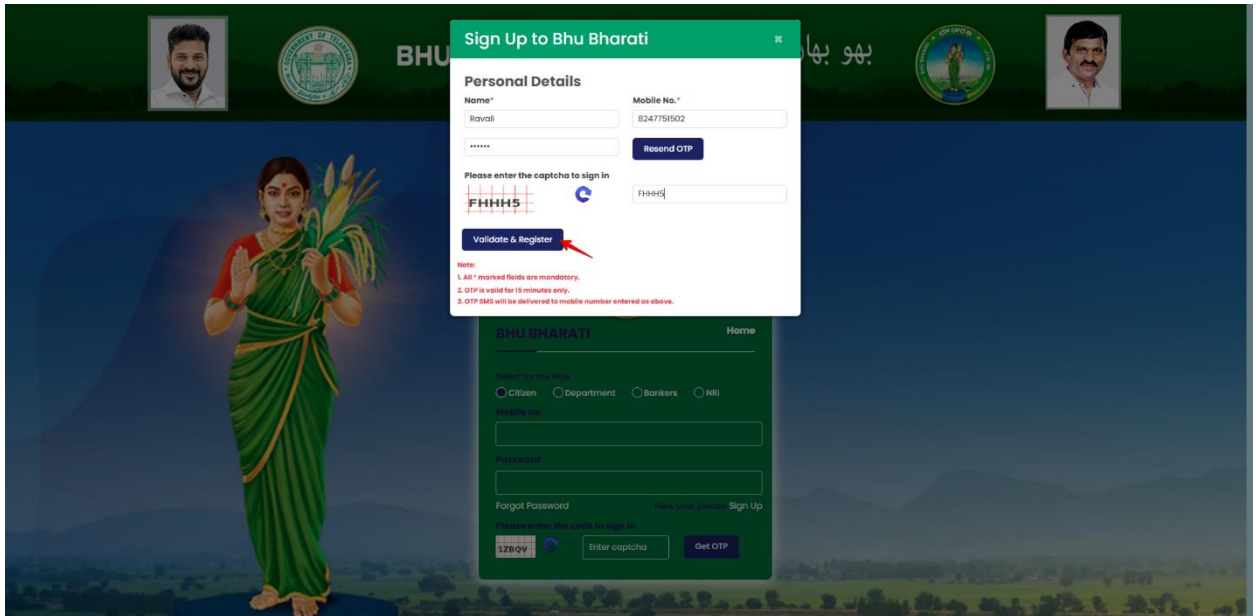 BHU
بهو بها
Sign Up to Bhu Bharati ×
Personal Details
Name* Mobile No.*
Ravali 8247751502
•••••• Resend OTP
Please enter the captcha to sign in
FHHH5 FHHH5
Validate & Register
Note:
1. All * marked fields are mandatory.
2. OTP is valid for 15 minutes only.
3. OTP SMS will be delivered to mobile number entered as above.
BHU BHARATI Home
Select for the User
Citizen Department Bankers NRI
Mobile No.
Password
Forgot Password New user please Sign Up
Please enter the code to sign in
1ZBQV Enter captcha Get OTP